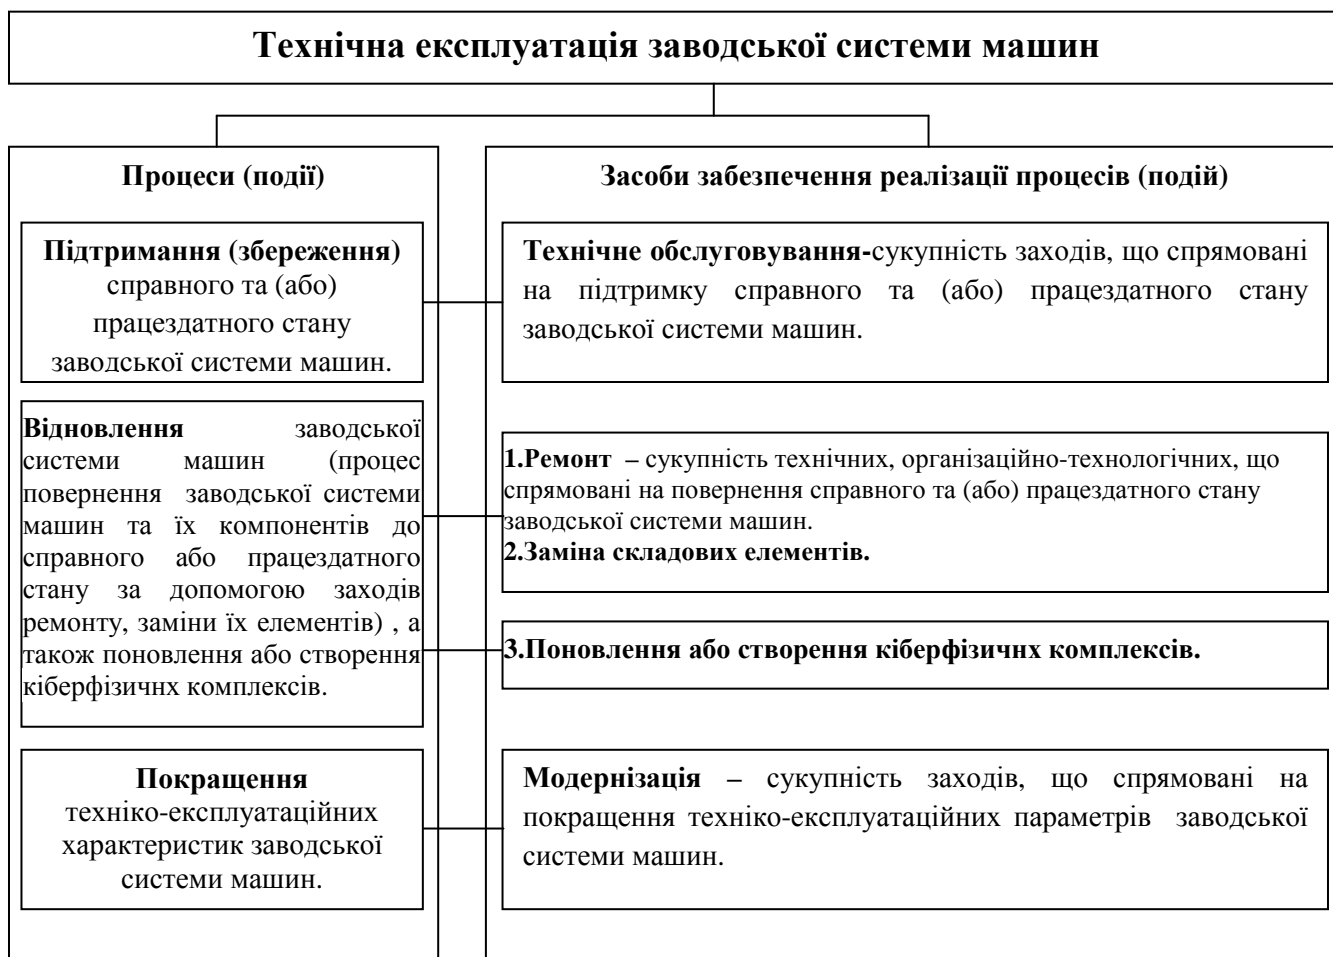 Технічна експлуатація заводської системи машин
Процеси (події)
Підтримання (збереження)
справного та (або)
працездатного стану
заводської системи машин.
Відновлення заводської
системи машин (процес
повернення заводської системи
машин та їх компонентів до
справного або працездатного
стану за допомогою заходів
ремонту, заміни їх елементів) , а
також поновлення або створення
кіберфізичнх комплексів.
Покращення
техніко-експлуатаційних
характеристик заводської
системи машин.
Засоби забезпечення реалізації процесів (подій)
Технічне обслуговування-сукупність заходів, що спрямовані
на підтримку справного та (або) працездатного стану
заводської системи машин.
1.Ремонт – сукупність технічних, організаційно-технологічних, що
спрямовані на повернення справного та (або) працездатного стану
заводської системи машин.
2.Заміна складових елементів.
3.Поновлення або створення кіберфізичнх комплексів.
Модернізація – сукупність заходів, що спрямовані на
покращення техніко-експлуатаційних параметрів заводської
системи машин.